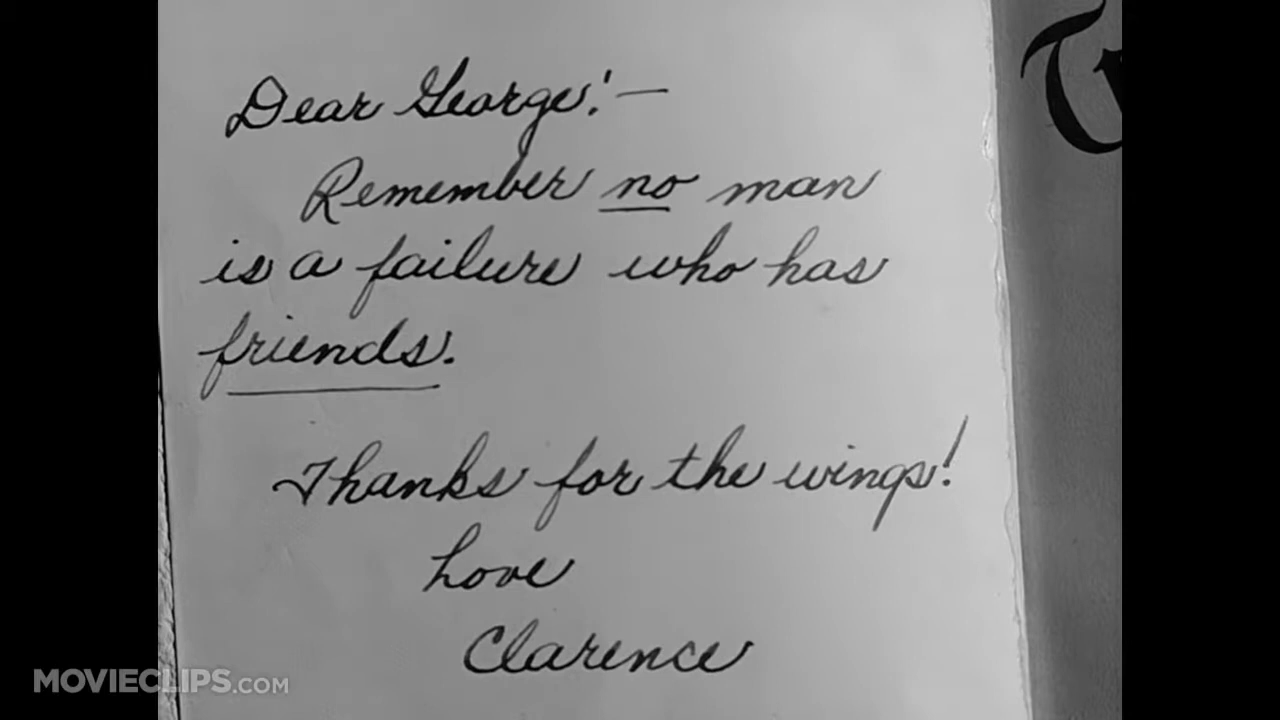 Dear George:—
Remember no man
is a failure who has
friends.
Thanks for the wings!
Love
Clarence
MOVIECLIPS.COM